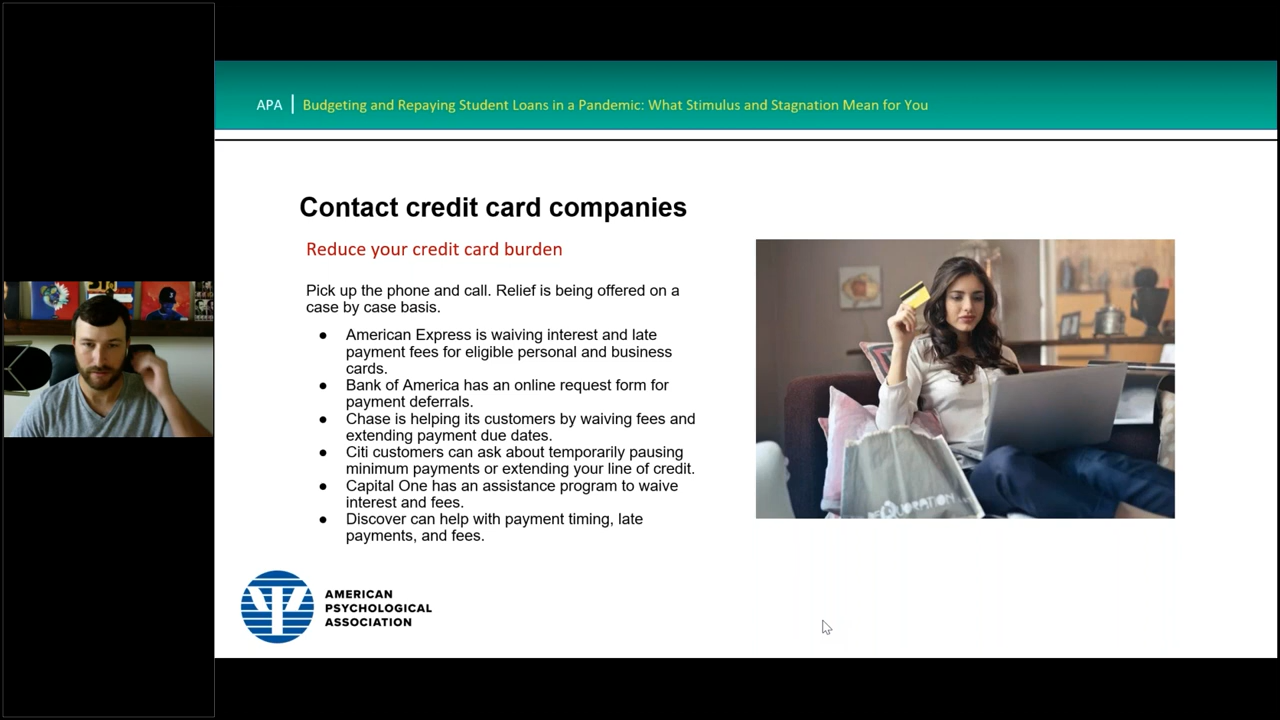 APA | Budgeting and Repaying Student Loans in a Pandemic: What Stimulus and Stagnation Mean for You
Contact credit card companies
Reduce your credit card burden
Pick up the phone and call. Relief is being offered on a
case by case basis.
● American Express is waiving interest and late
payment fees for eligible personal and business
cards.
● Bank of America has an online request form for
payment deferrals.
● Chase is helping its customers by waiving fees and
extending payment due dates.
● Citi customers can ask about temporarily pausing
minimum payments or extending your line of credit.
● Capital One has an assistance program to waive
interest and fees.
● Discover can help with payment timing, late
payments, and fees.
AMERICAN
PSYCHOLOGICAL
ASSOCIATION